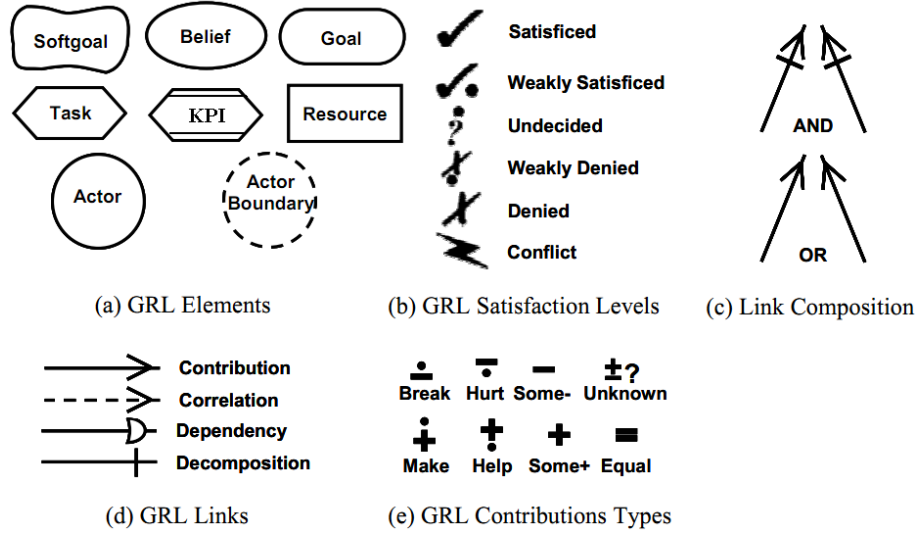 Softgoal
Belief
Goal
Task
KPI
Resource
Actor
Actor
Boundary
(a) GRL Elements
Satisficed
Weakly Satisficed
Undecided
Weakly Denied
Denied
Conflict
(b) GRL Satisfaction Levels
AND
OR
(c) Link Composition
Contribution
Correlation
Dependency
Decomposition
(d) GRL Links
Break Hurt Some- Unknown
Make Help Some+ Equal
(e) GRL Contributions Types